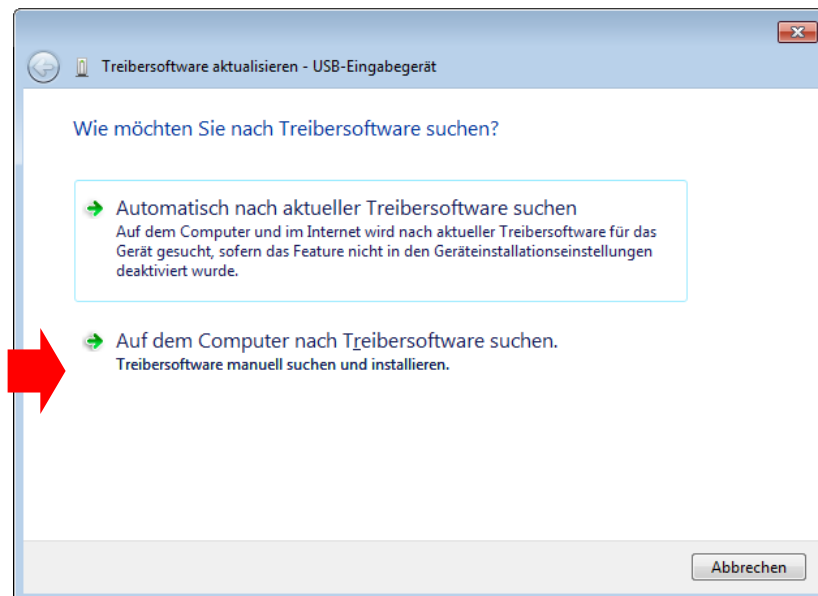 Treibersoftware aktualisieren - USB-Eingabegerät
Wie möchten Sie nach Treibersoftware suchen?
Automatisch nach aktueller Treibersoftware suchen
Auf dem Computer und im Internet wird nach aktueller Treibersoftware für das
Gerät gesucht, sofern das Feature nicht in den Geräteinstallationseinstellungen
deaktiviert wurde.
Auf dem Computer nach Treibersoftware suchen.
Treibersoftware manuell suchen und installieren.
Abbrechen